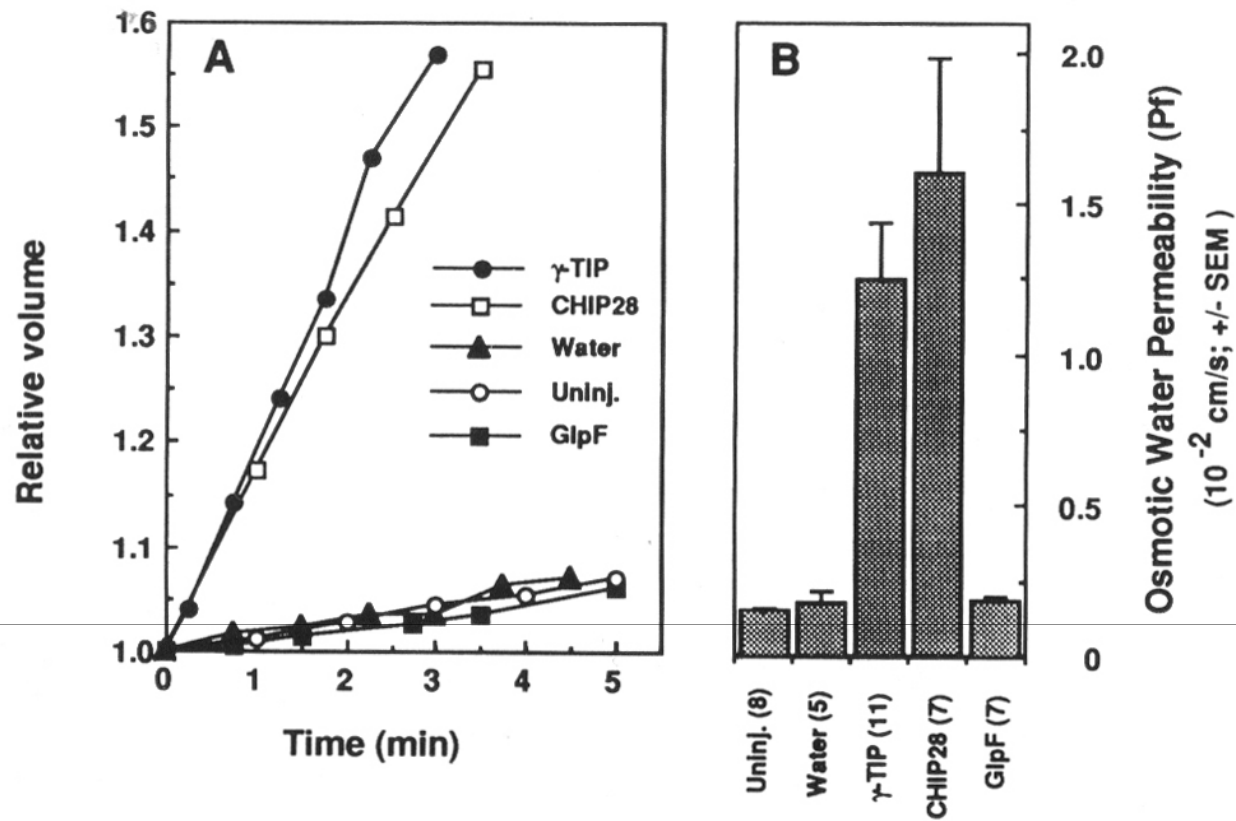 A
Relative volume
1.6
1.5
1.4
1.3
1.2
1.1
1.0
0 1 2 3 4 5
Time (min)
γ-TIP
CHIP28
Water
Uninj.
GlpF
B
2.0
1.5
1.0
0.5
0
Osmotic Water Permeability (Pf)
(10⁻² cm/s; +/- SEM )
Uninj. (8)
Water (5)
γ-TIP (11)
CHIP28 (7)
GlpF (7)